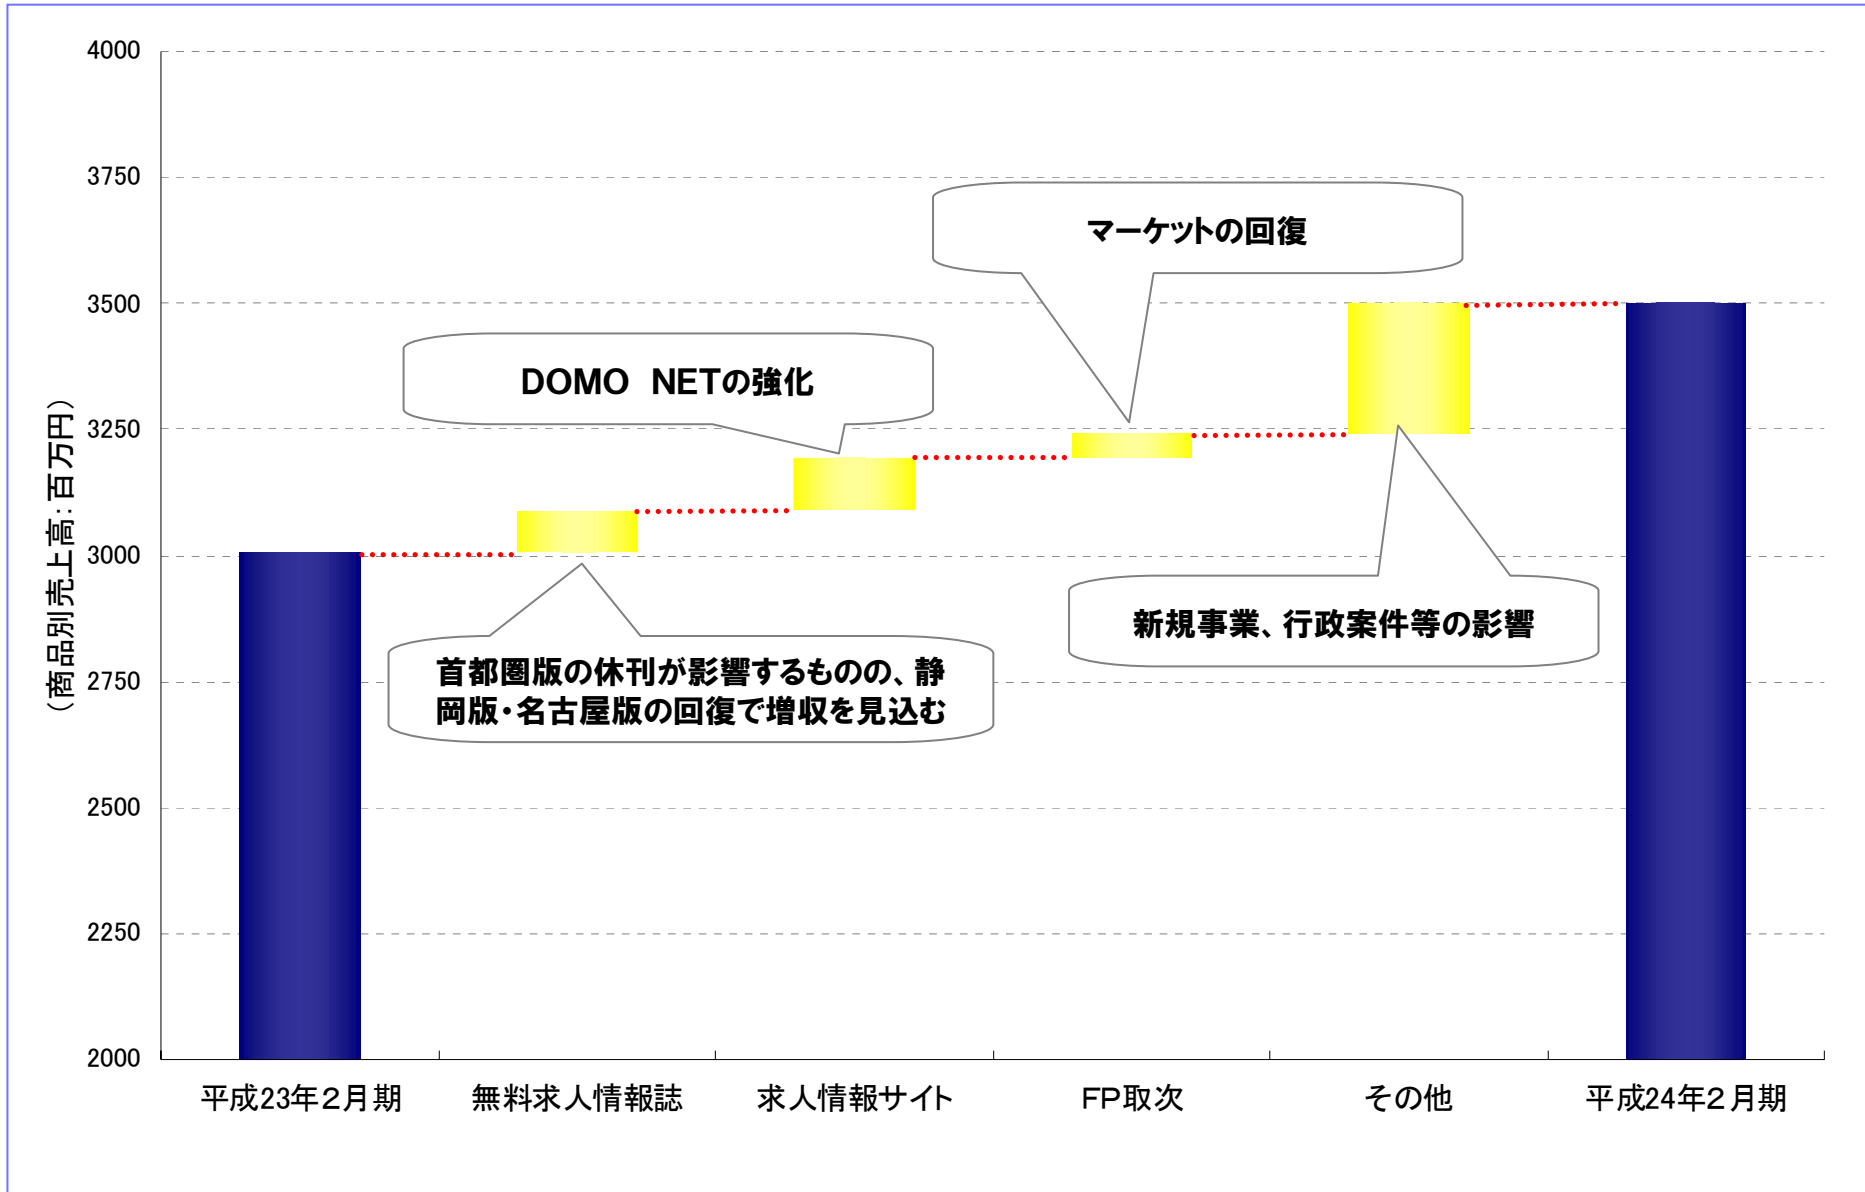 (商品別売上高:百万円)
4000
3750
3500
3250
3000
2750
2500
2250
2000
マーケットの回復
DOMO　NETの強化
新規事業、行政案件等の影響
首都圏版の休刊が影響するものの、静
岡版・名古屋版の回復で増収を見込む
平成23年2月期
無料求人情報誌
求人情報サイト
FP取次
その他
平成24年2月期